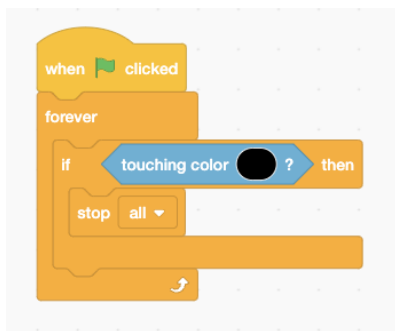 when clicked
forever
if touching color ? then
stop all